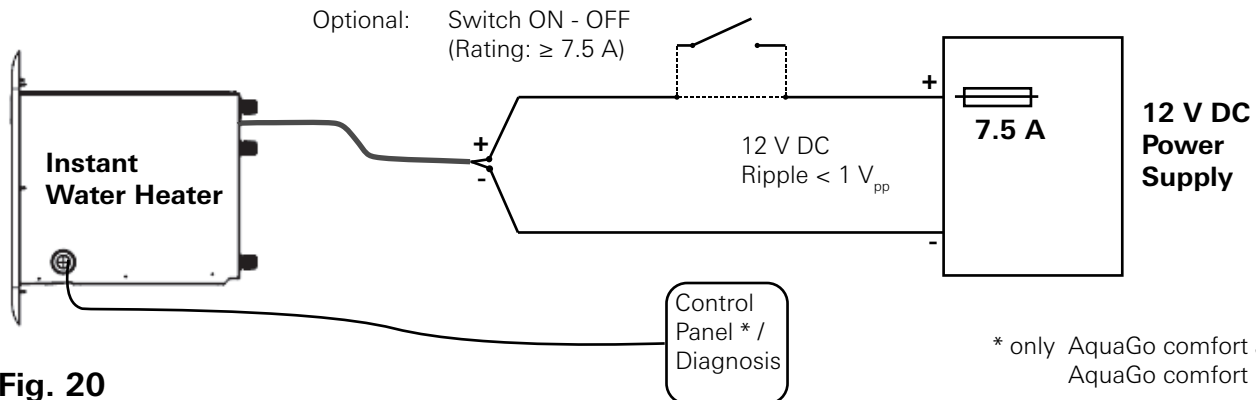 Optional: Switch ON - OFF
(Rating: ≥ 7.5 A)
+
7.5 A
12 V DC
Power
Supply
Instant
Water Heater
+
-
12 V DC
Ripple < 1 Vpp
-
Control
Panel * /
Diagnosis
* only AquaGo comfort
AquaGo comfort
Fig. 20